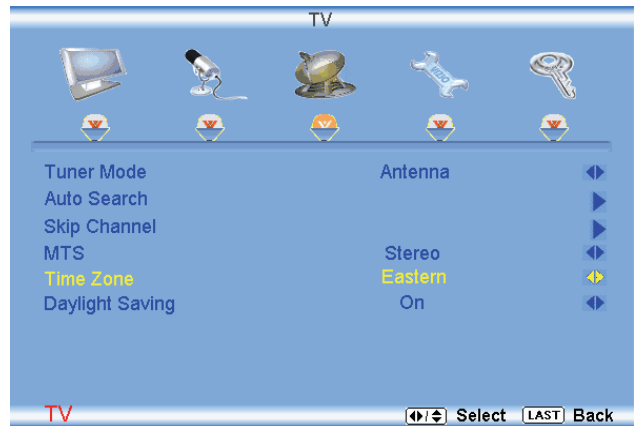 TV
Tuner Mode Antenna
Auto Search
Skip Channel
MTS Stereo
Time Zone Eastern
Daylight Saving On
TV / Select LAST Back